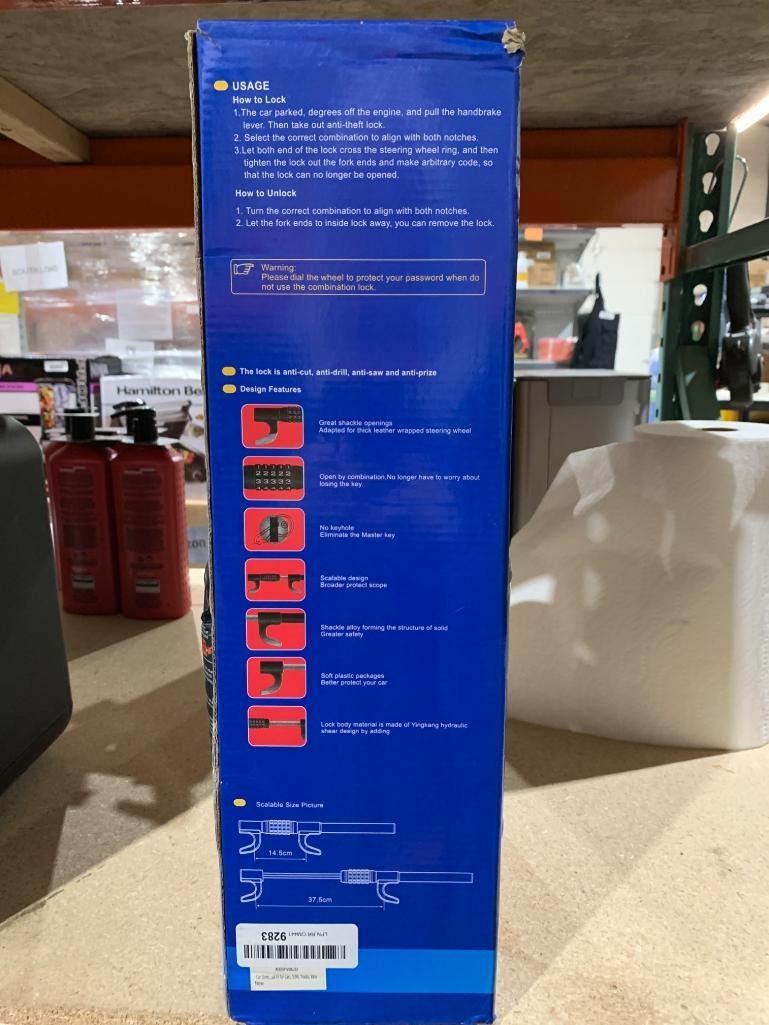 USAGE
How to Lock
1.The car parked, degrees off the engine, and pull the handbrake
lever. Then take out anti-theft lock.
2. Select the correct combination to align with both notches.
3.Let both end of the lock cross the steering wheel ring, and then
tighten the lock out the fork ends and make arbitrary code, so
that the lock can no longer be opened.
How to Unlock
1. Turn the correct combination to align with both notches.
2. Let the fork ends to inside lock away, you can remove the lock.
Warning:
Please dial the wheel to protect your password when do
not use the combination lock.
The lock is anti-cut, anti-drill, anti-saw and anti-prize
Design Features
Great shackle openings
Adapted for thick leather wrapped steering wheel
Open by combination,No longer have to worry about
losing the key.
No keyhole
Eliminate the Master key
Scalable design
Broader protect scope
Shackle alloy forming the structure of solid
Greater safety
Soft plastic packages
Better protect your car
Lock body material is made of Yingkang hydraulic
shear design by adding
Scalable Size Picture
14.5cm
37.5cm
9283
New
Hamilton Be